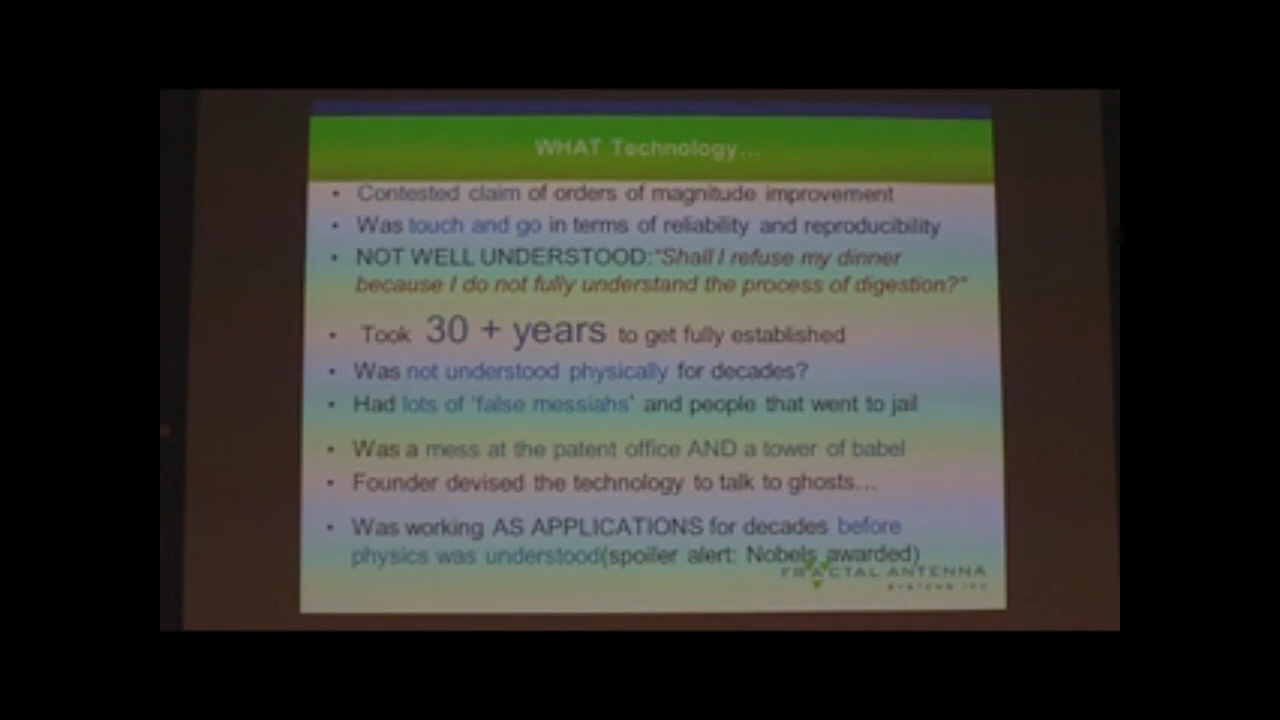 WHAT Technology...
• Contested claim of orders of magnitude improvement
• Was touch and go in terms of reliability and reproducibility
• NOT WELL UNDERSTOOD:"Shall I refuse my dinner
because I do not fully understand the process of digestion?"
• Took 30 + years to get fully established
• Was not understood physically for decades?
• Had lots of 'false messiahs' and people that went to jail
• Was a mess at the patent office AND a tower of babel
• Founder devised the technology to talk to ghosts...
• Was working AS APPLICATIONS for decades before
physics was understood(spoiler alert: Nobels awarded)
FRACTAL ANTENNA
SYSTEMS INC